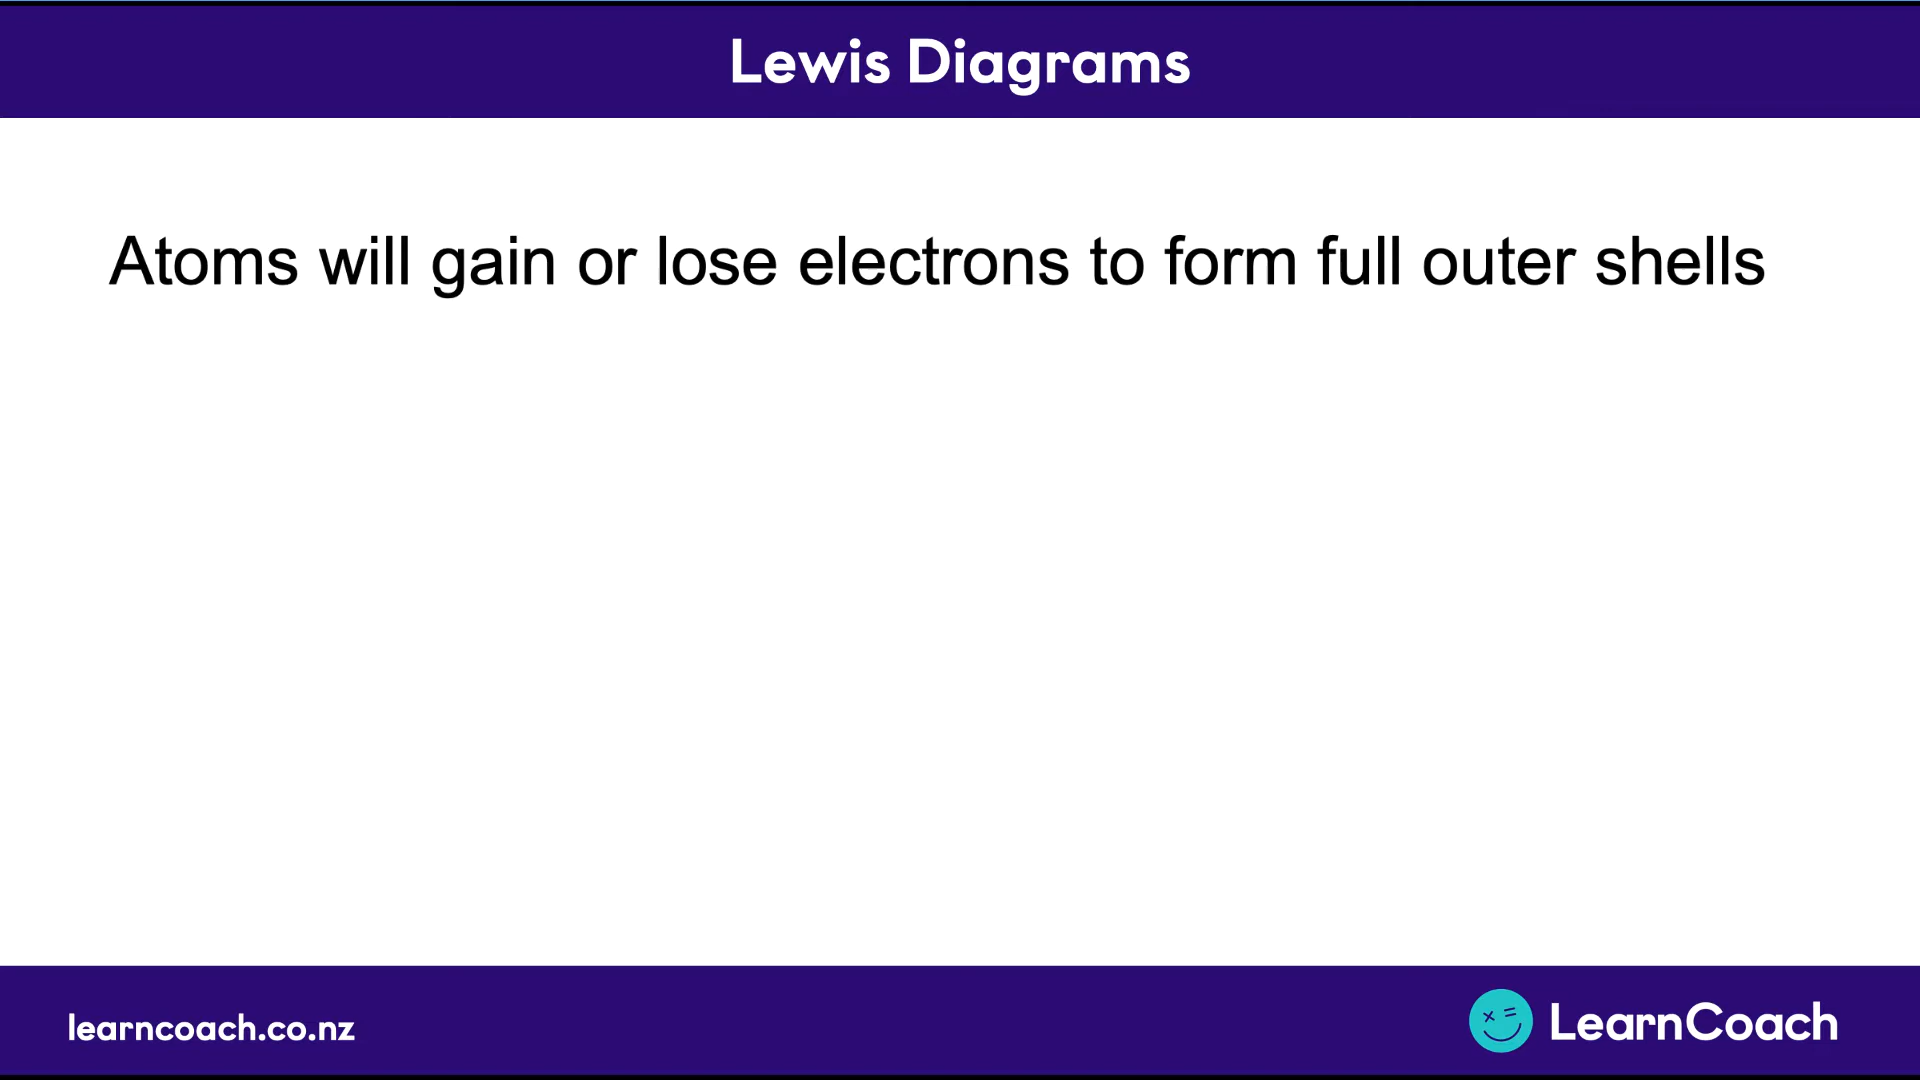 Lewis Diagrams
Atoms will gain or lose electrons to form full outer shells
learncoach.co.nz
LearnCoach